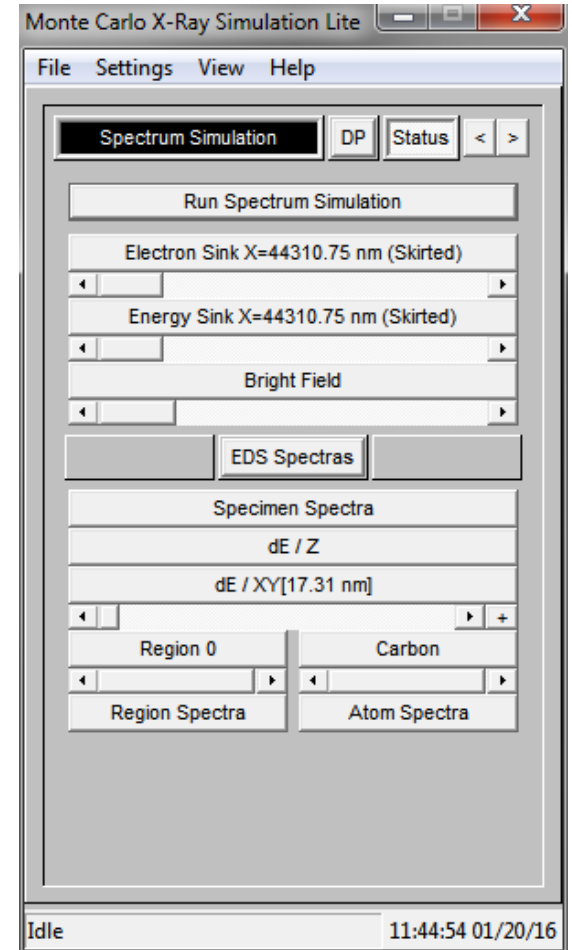 Monte Carlo X-Ray Simulation Lite
File Settings View Help
Spectrum Simulation DP Status < >
Run Spectrum Simulation
Electron Sink X=44310.75 nm (Skirted)
Energy Sink X=44310.75 nm (Skirted)
Bright Field
EDS Spectras
Specimen Spectra
dE / Z
dE / XY[17.31 nm]
+
Region 0 Carbon
Region Spectra Atom Spectra
Idle 11:44:54 01/20/16